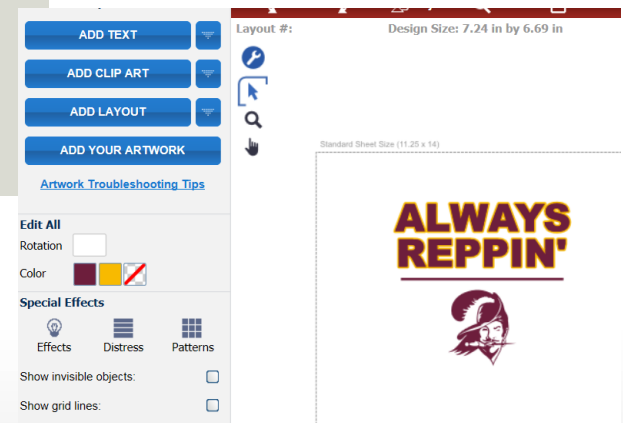 ADD TEXT
ADD CLIP ART
ADD LAYOUT
ADD YOUR ARTWORK
Artwork Troubleshooting Tips
Edit All
Rotation
Color
Special Effects
Effects Distress Patterns
Show invisible objects:
Show grid lines:
Layout #: Design Size: 7.24 in by 6.69 in
Standard Sheet Size (11.25 x 14)
ALWAYS
REPPIN'